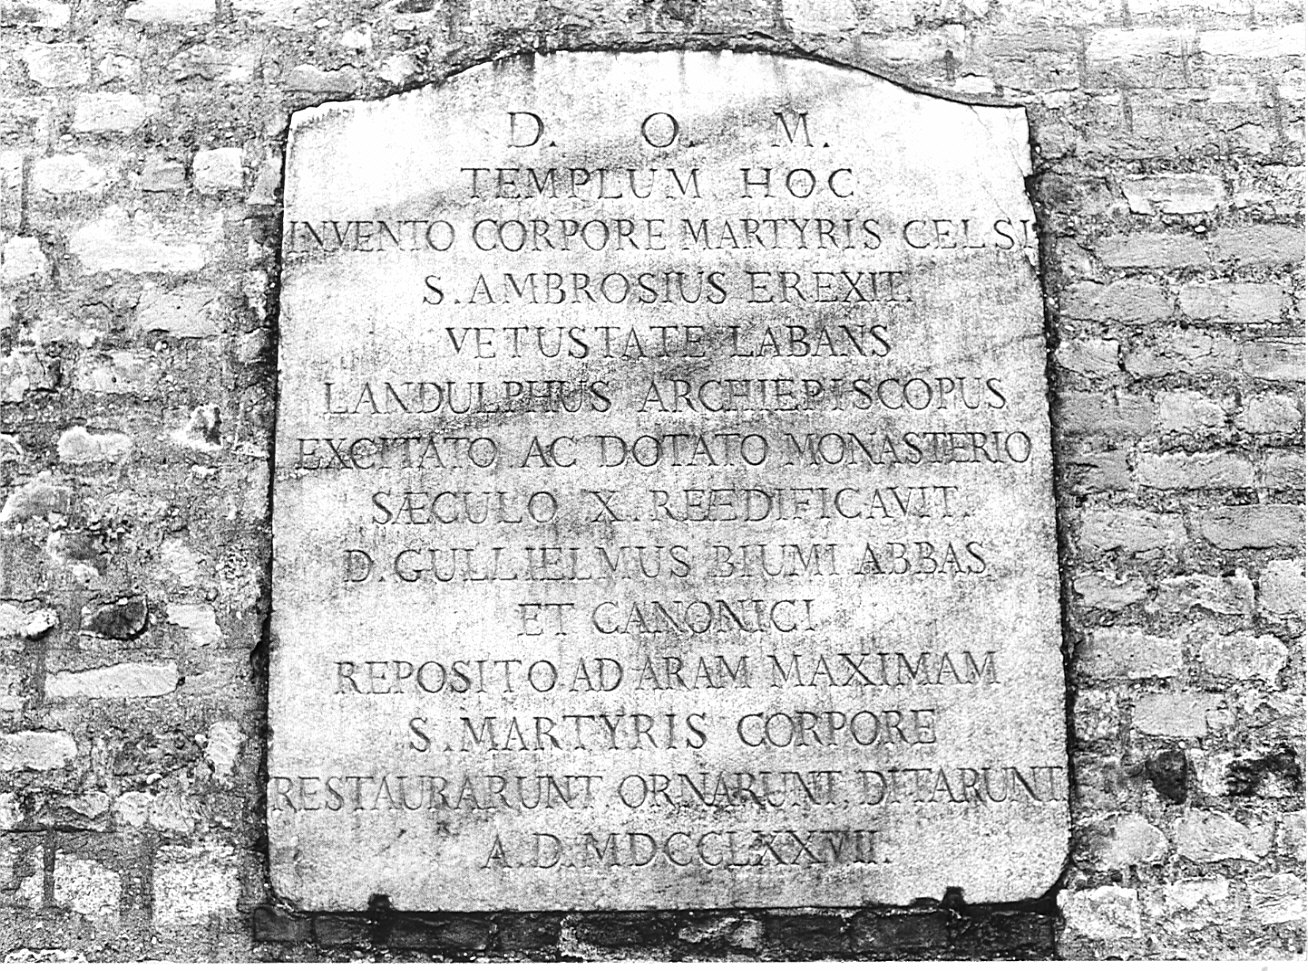 D. O. M.
TEMPLUM HOC
INVENTO CORPORE MARTYRIS CELSI
S. AMBROSIUS EREXIT.
VETUSTATE LABANS
LANDULPHUS ARCHIEPISCOPUS
EXCITATO AC DOTATO MONASTERIO
SÆCULO X. REÆDIFICAVIT.
D. GULLIELMUS BIUMI ABBAS
ET CANONICI
REPOSITO AD ARAM MAXIMAM
S. MARTYRIS CORPORE
RESTAURARUNT ORNARUNT DITARUNT
A.D. MDCCLXXVII.